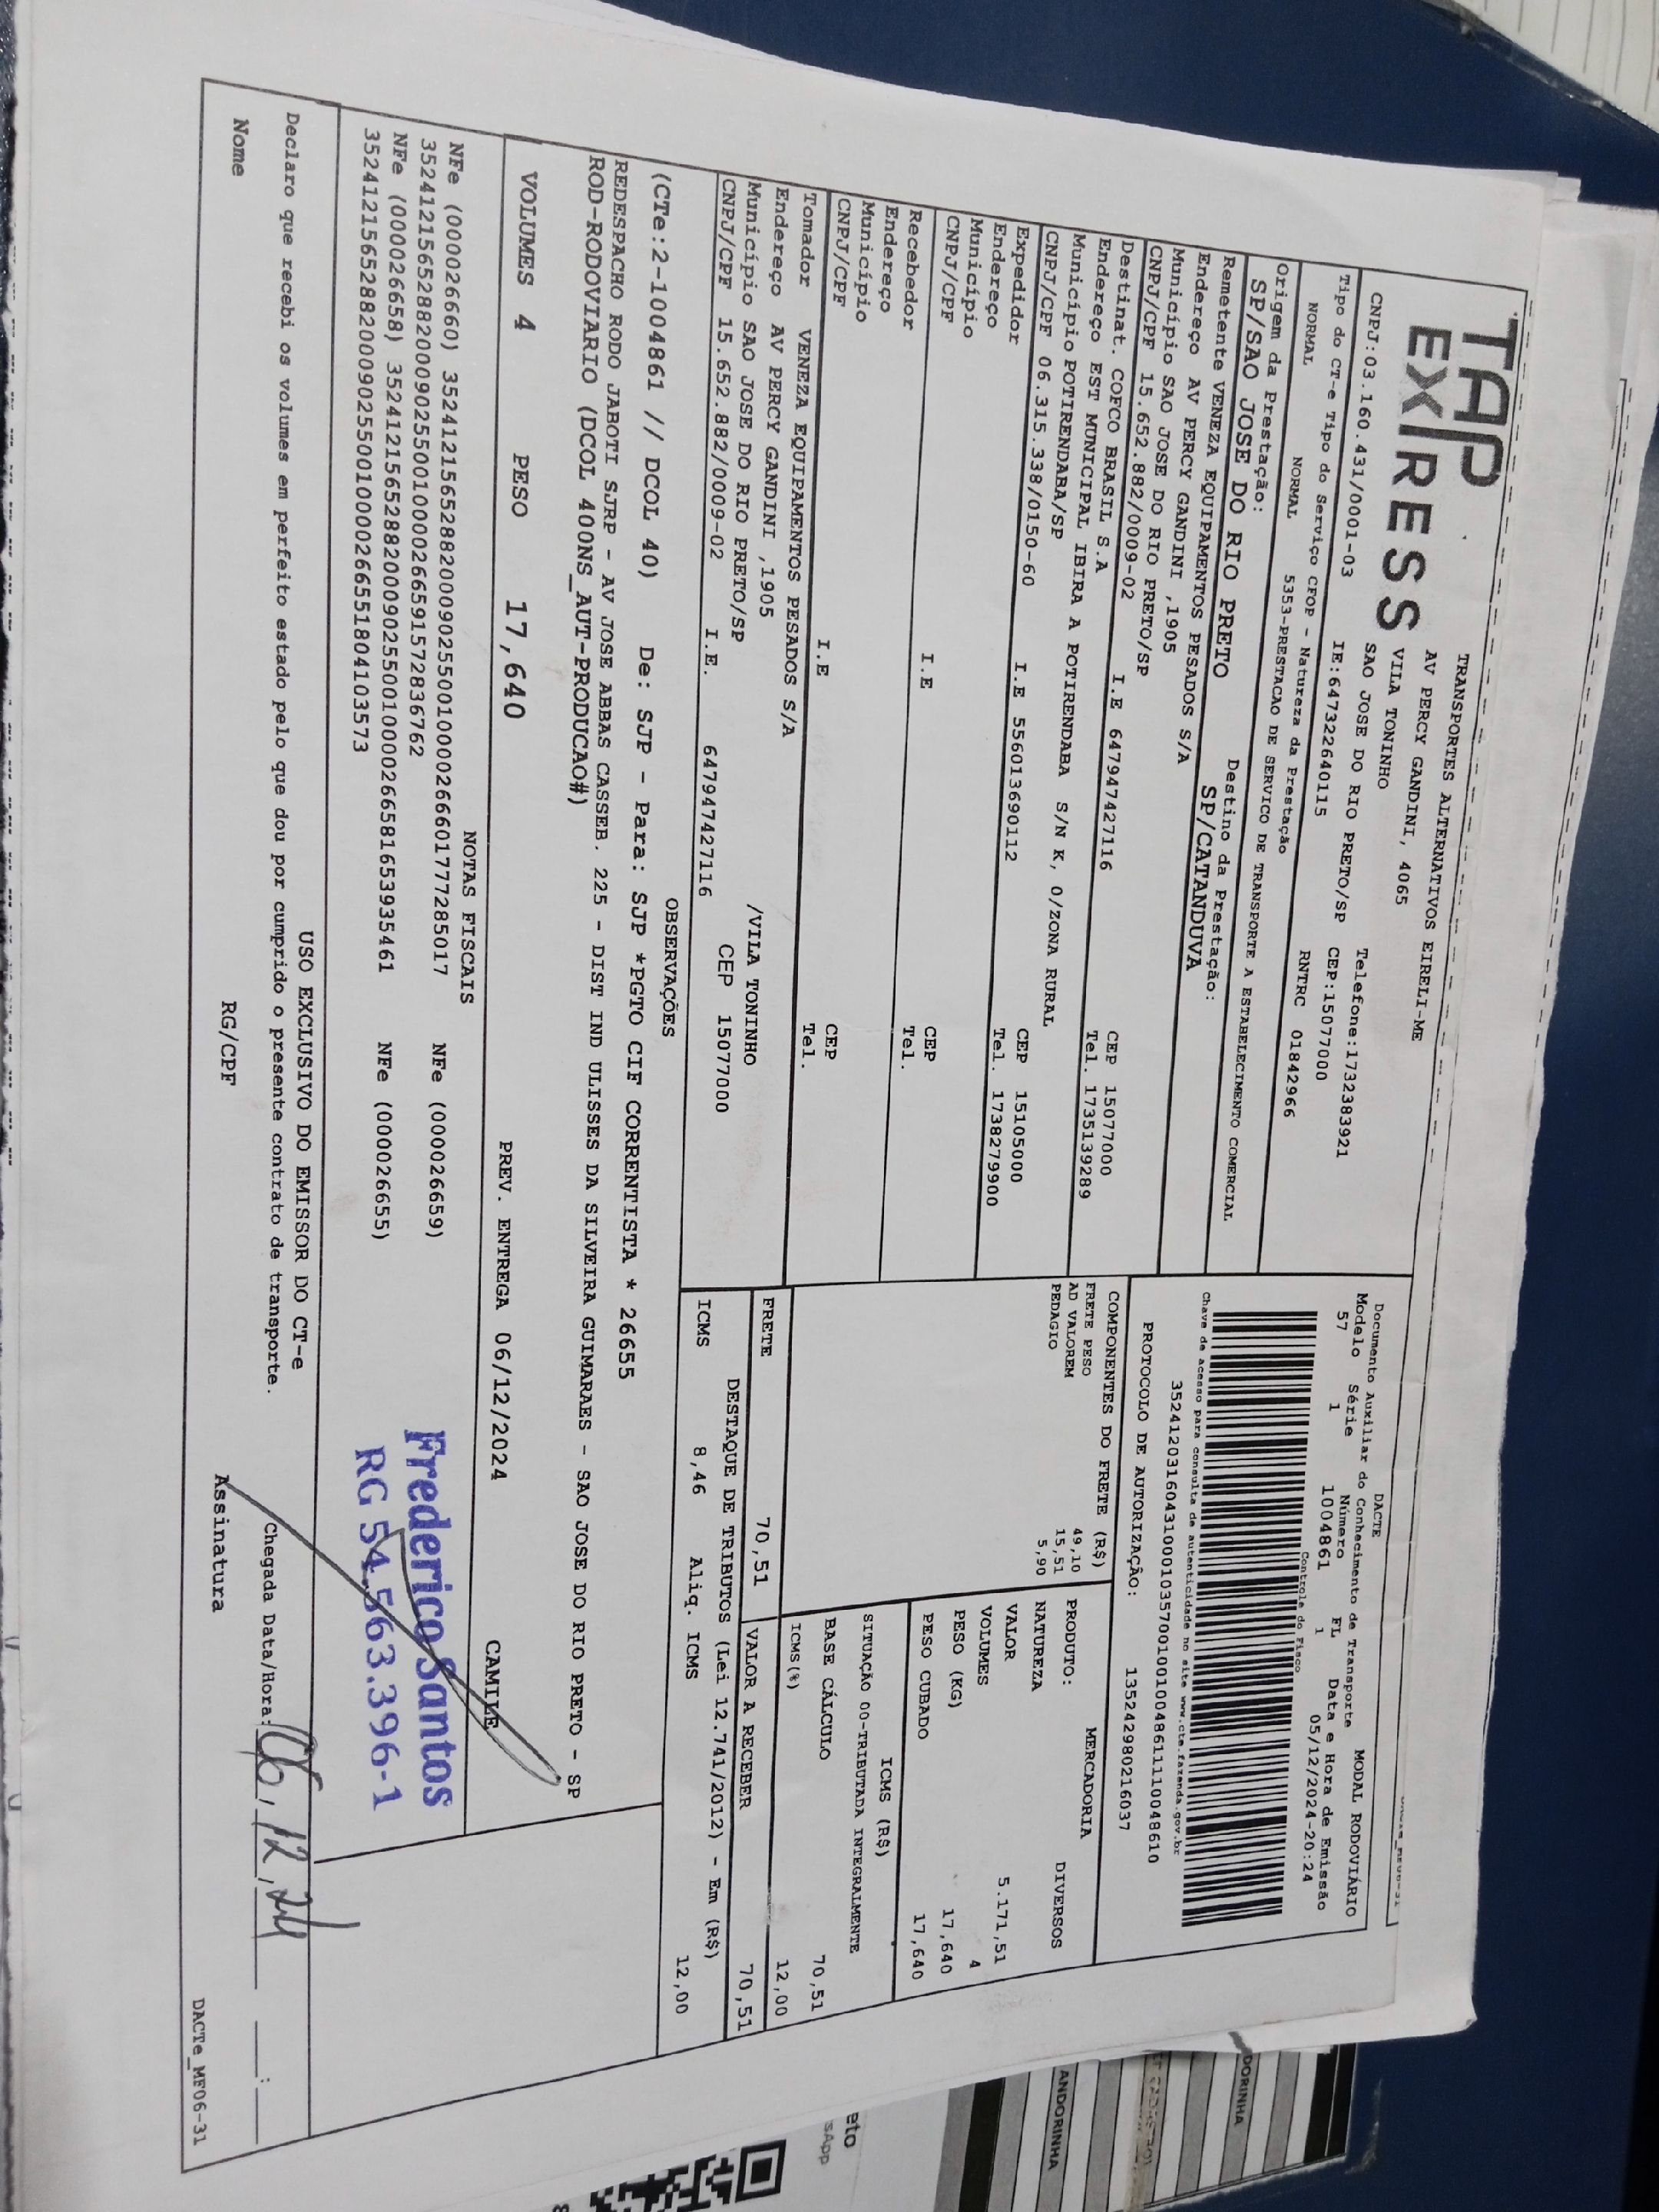 TAP
EXPRESS
TRANSPORTES ALTERNATIVOS EIRELI-ME
AV PERCY GANDINI, 4065
VILA TONINHO
SAO JOSE DO RIO PRETO/SP Telefone:1732383921
CNPJ:03.160.431/0001-03 IE:647322640115 CEP:15077000
Tipo do CT-e Tipo do Serviço CFOP - Natureza da Prestação RNTRC 01842966
NORMAL NORMAL 5353-PRESTACAO DE SERVICO DE TRANSPORTE A ESTABELECIMENTO COMERCIAL
Origem da Prestação: Destino da Prestação:
SP/SAO JOSE DO RIO PRETO SP/CATANDUVA
Remetente VENEZA EQUIPAMENTOS PESADOS S/A
Endereço AV PERCY GANDINI ,1905
Município SAO JOSE DO RIO PRETO/SP CEP 15077000
CNPJ/CPF 15.652.882/0009-02 I.E 647947427116 Tel. 1735139289
Destinat. COFCO BRASIL S.A
Endereço EST MUNICIPAL IBIRA A POTIRENDABA S/N K, 0/ZONA RURAL
Município POTIRENDABA/SP CEP 15105000
CNPJ/CPF 06.315.338/0150-60 I.E 556013690112 Tel. 1738279900
Expedidor
Endereço
Município CEP
CNPJ/CPF I.E Tel.
Recebedor
Endereço
Município CEP
CNPJ/CPF I.E Tel.
Tomador VENEZA EQUIPAMENTOS PESADOS S/A
Endereço AV PERCY GANDINI ,1905 /VILA TONINHO
Município SAO JOSE DO RIO PRETO/SP CEP 15077000
CNPJ/CPF 15.652.882/0009-02 I.E. 647947427116
DACTE
Documento Auxiliar do Conhecimento de Transporte MODAL RODOVIÁRIO
Modelo Série Número FL Data e Hora de Emissão
57 1 1004861 1 05/12/2024-20:24
Controle do Fisco
Chave de acesso para consulta de autenticidade no site www.cte.fazenda.gov.br
35241203160431000103570010010048611110048610
PROTOCOLO DE AUTORIZAÇÃO: 135242980216037
COMPONENTES DO FRETE (R$)
FRETE PESO 49,10
AD VALOREM 15,51
PEDAGIO 5,90
MERCADORIA
PRODUTO: DIVERSOS
NATUREZA
VALOR 5.171,51
VOLUMES 4
PESO (KG) 17,640
PESO CUBADO 17,640
ICMS (R$)
SITUAÇÃO 00-TRIBUTADA INTEGRALMENTE
BASE CÁLCULO 70,51
ICMS(%) 12,00
FRETE 70,51 VALOR A RECEBER 70,51
DESTAQUE DE TRIBUTOS (Lei 12.741/2012) - Em (R$)
ICMS 8,46 Aliq. ICMS 12,00
OBSERVAÇÕES
(CTe:2-1004861 // DCOL 40) De: SJP - Para: SJP *PGTO CIF CORRENTISTA * 26655
REDESPACHO RODO JABOTI SJRP - AV JOSE ABBAS CASSEB. 225 - DIST IND ULISSES DA SILVEIRA GUIMARAES - SAO JOSE DO RIO PRETO - SP
ROD-RODOVIARIO (DCOL 400NS_AUT-PRODUCAO#)
VOLUMES 4 PESO 17,640 PREV. ENTREGA 06/12/2024 CAMILE
NOTAS FISCAIS
NFe (00026660) 35241215652882000902550010000266601777285017 NFe (00026659)
35241215652882000902550010000266591572836762
NFe (00026658) 35241215652882000902550010000266581653935461 NFe (00026655)
35241215652882000902550010000266551804103573
Frederico Santos
RG 54.563.396-1
USO EXCLUSIVO DO EMISSOR DO CT-e
Declaro que recebi os volumes em perfeito estado pelo que dou por cumprido o presente contrato de transporte.
Chegada Data/Hora: 06, 12, 24 :
Nome RG/CPF Assinatura
DACTe_MF06-31
DORINHA
ANDORINHA
eto
sApp